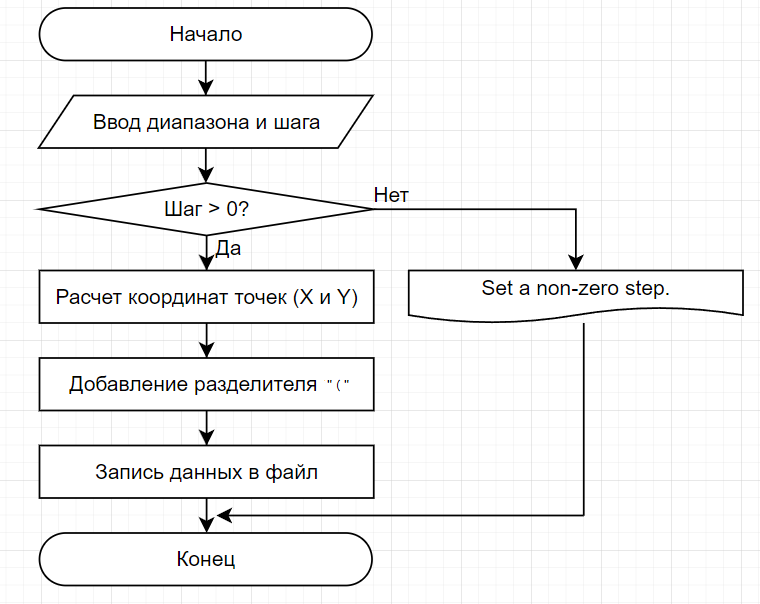 Начало
Ввод диапазона и шага
Шаг > 0?
Нет
Да
Расчет координат точек (X и Y)
Set a non-zero step.
Добавление разделителя "("
Запись данных в файл
Конец